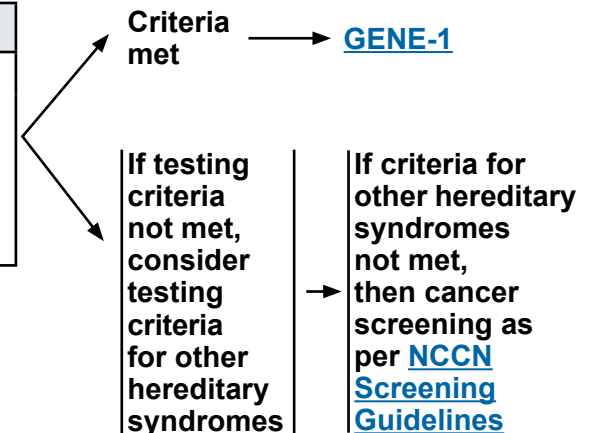 Criteria
met
GENE-1
If testing
criteria
not met,
consider
testing
criteria
for other
hereditary
syndromes
If criteria for
other hereditary
syndromes
not met,
then cancer
screening as
per NCCN
Screening
Guidelines